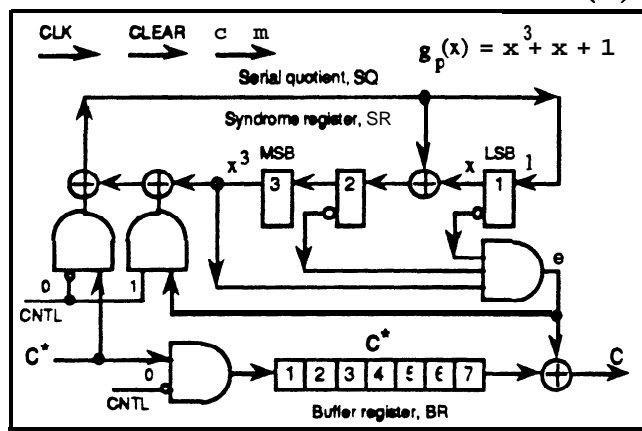 CLK CLEAR c m
g_p(x) = x^3 + x + 1
Serial quotient, SQ
Syndrome register, SR
x^3 MSB x LSB 1
3 2 1
e
0 1
CNTL
C* C* C
0 1 2 3 4 5 6 7
CNTL
Buffer register, BR